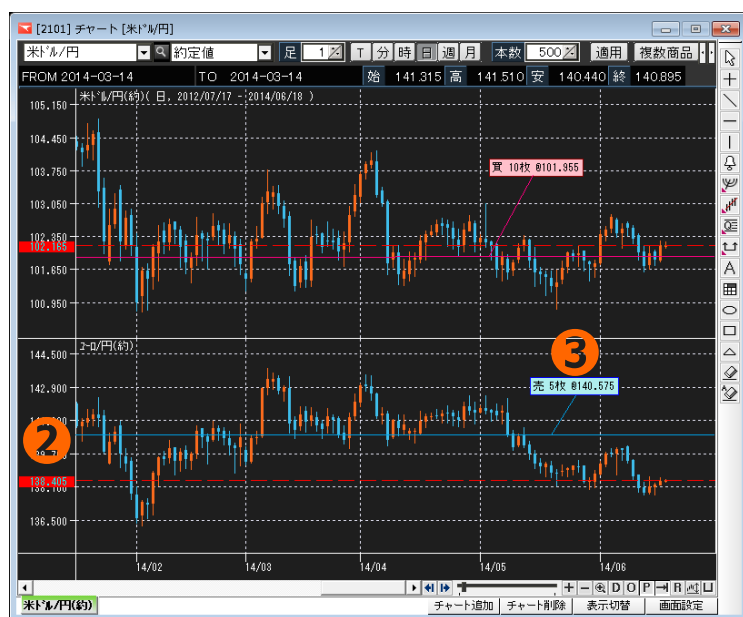 [2101] チャート [米ドル/円]
米ドル/円 約定値 足 1 T 分 時 日 週 月 本数 500 適用 複数商品
FROM 2014-03-14 TO 2014-03-14 始 141.315 高 141.510 安 140.440 終 140.895
米ドル/円(約)( 日, 2012/07/17 - 2014/06/18 )
105.150
104.450
103.750
買 10枚 @101.955
103.050
102.350
102.165
101.650
100.950
ユーロ/円(約)
144.500
3
142.900
売 5枚 @140.575
2
138.405
136.500
14/02 14/03 14/04 14/05 14/06
D O P R
米ドル/円(約) チャート追加 チャート削除 表示切替 画面設定